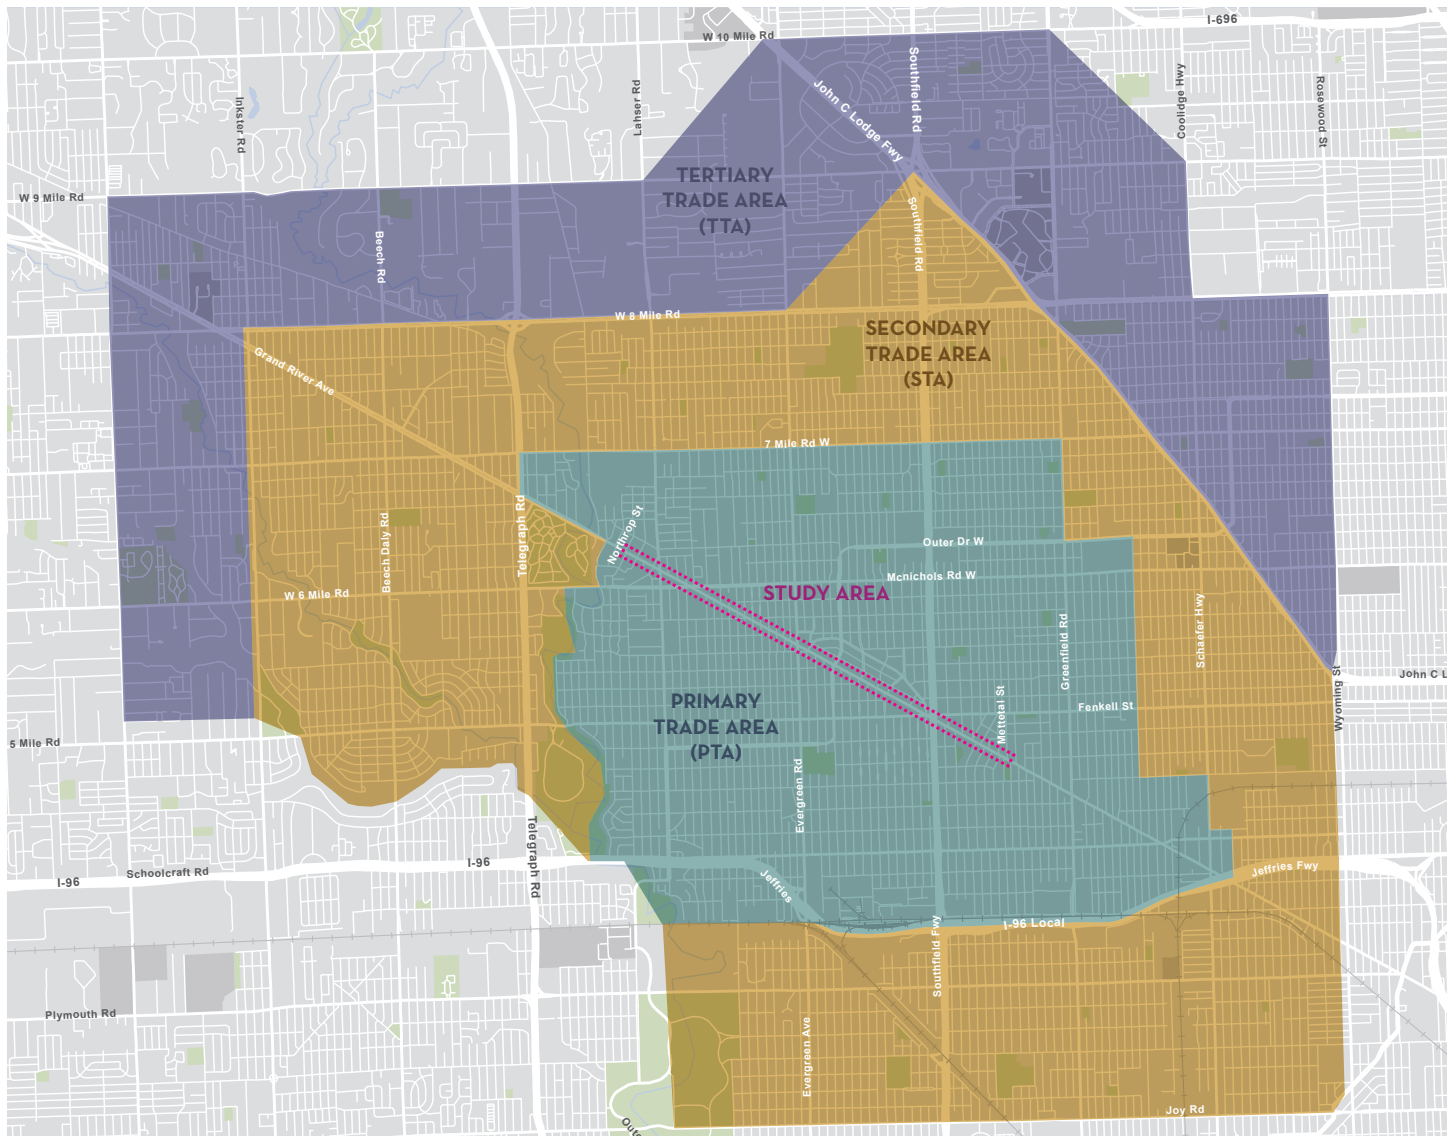 I-696
W 10 Mile Rd
Southfield Rd
Coolidge Hwy
Rosewood St
Lahser Rd
Inkster Rd
John C Lodge Fwy
TERTIARY
TRADE AREA
(TTA)
W 9 Mile Rd
Beech Rd
Southfield Rd
W 8 Mile Rd
SECONDARY
TRADE AREA
(STA)
Grand River Ave
7 Mile Rd W
Telegraph Rd
Northrop St
Beech Daly Rd
Outer Dr W
Mcnichols Rd W
W 6 Mile Rd
STUDY AREA
Greenfield Rd
Schaefer Hwy
John C L
Wyoming St
PRIMARY
TRADE AREA
(PTA)
Mettetal St
Fenkell St
5 Mile Rd
Evergreen Rd
Telegraph Rd
I-96
Schoolcraft Rd
I-96
Jeffries
Jeffries Fwy
I-96 Local
Southfield Fwy
Plymouth Rd
Evergreen Ave
Joy Rd
Oute